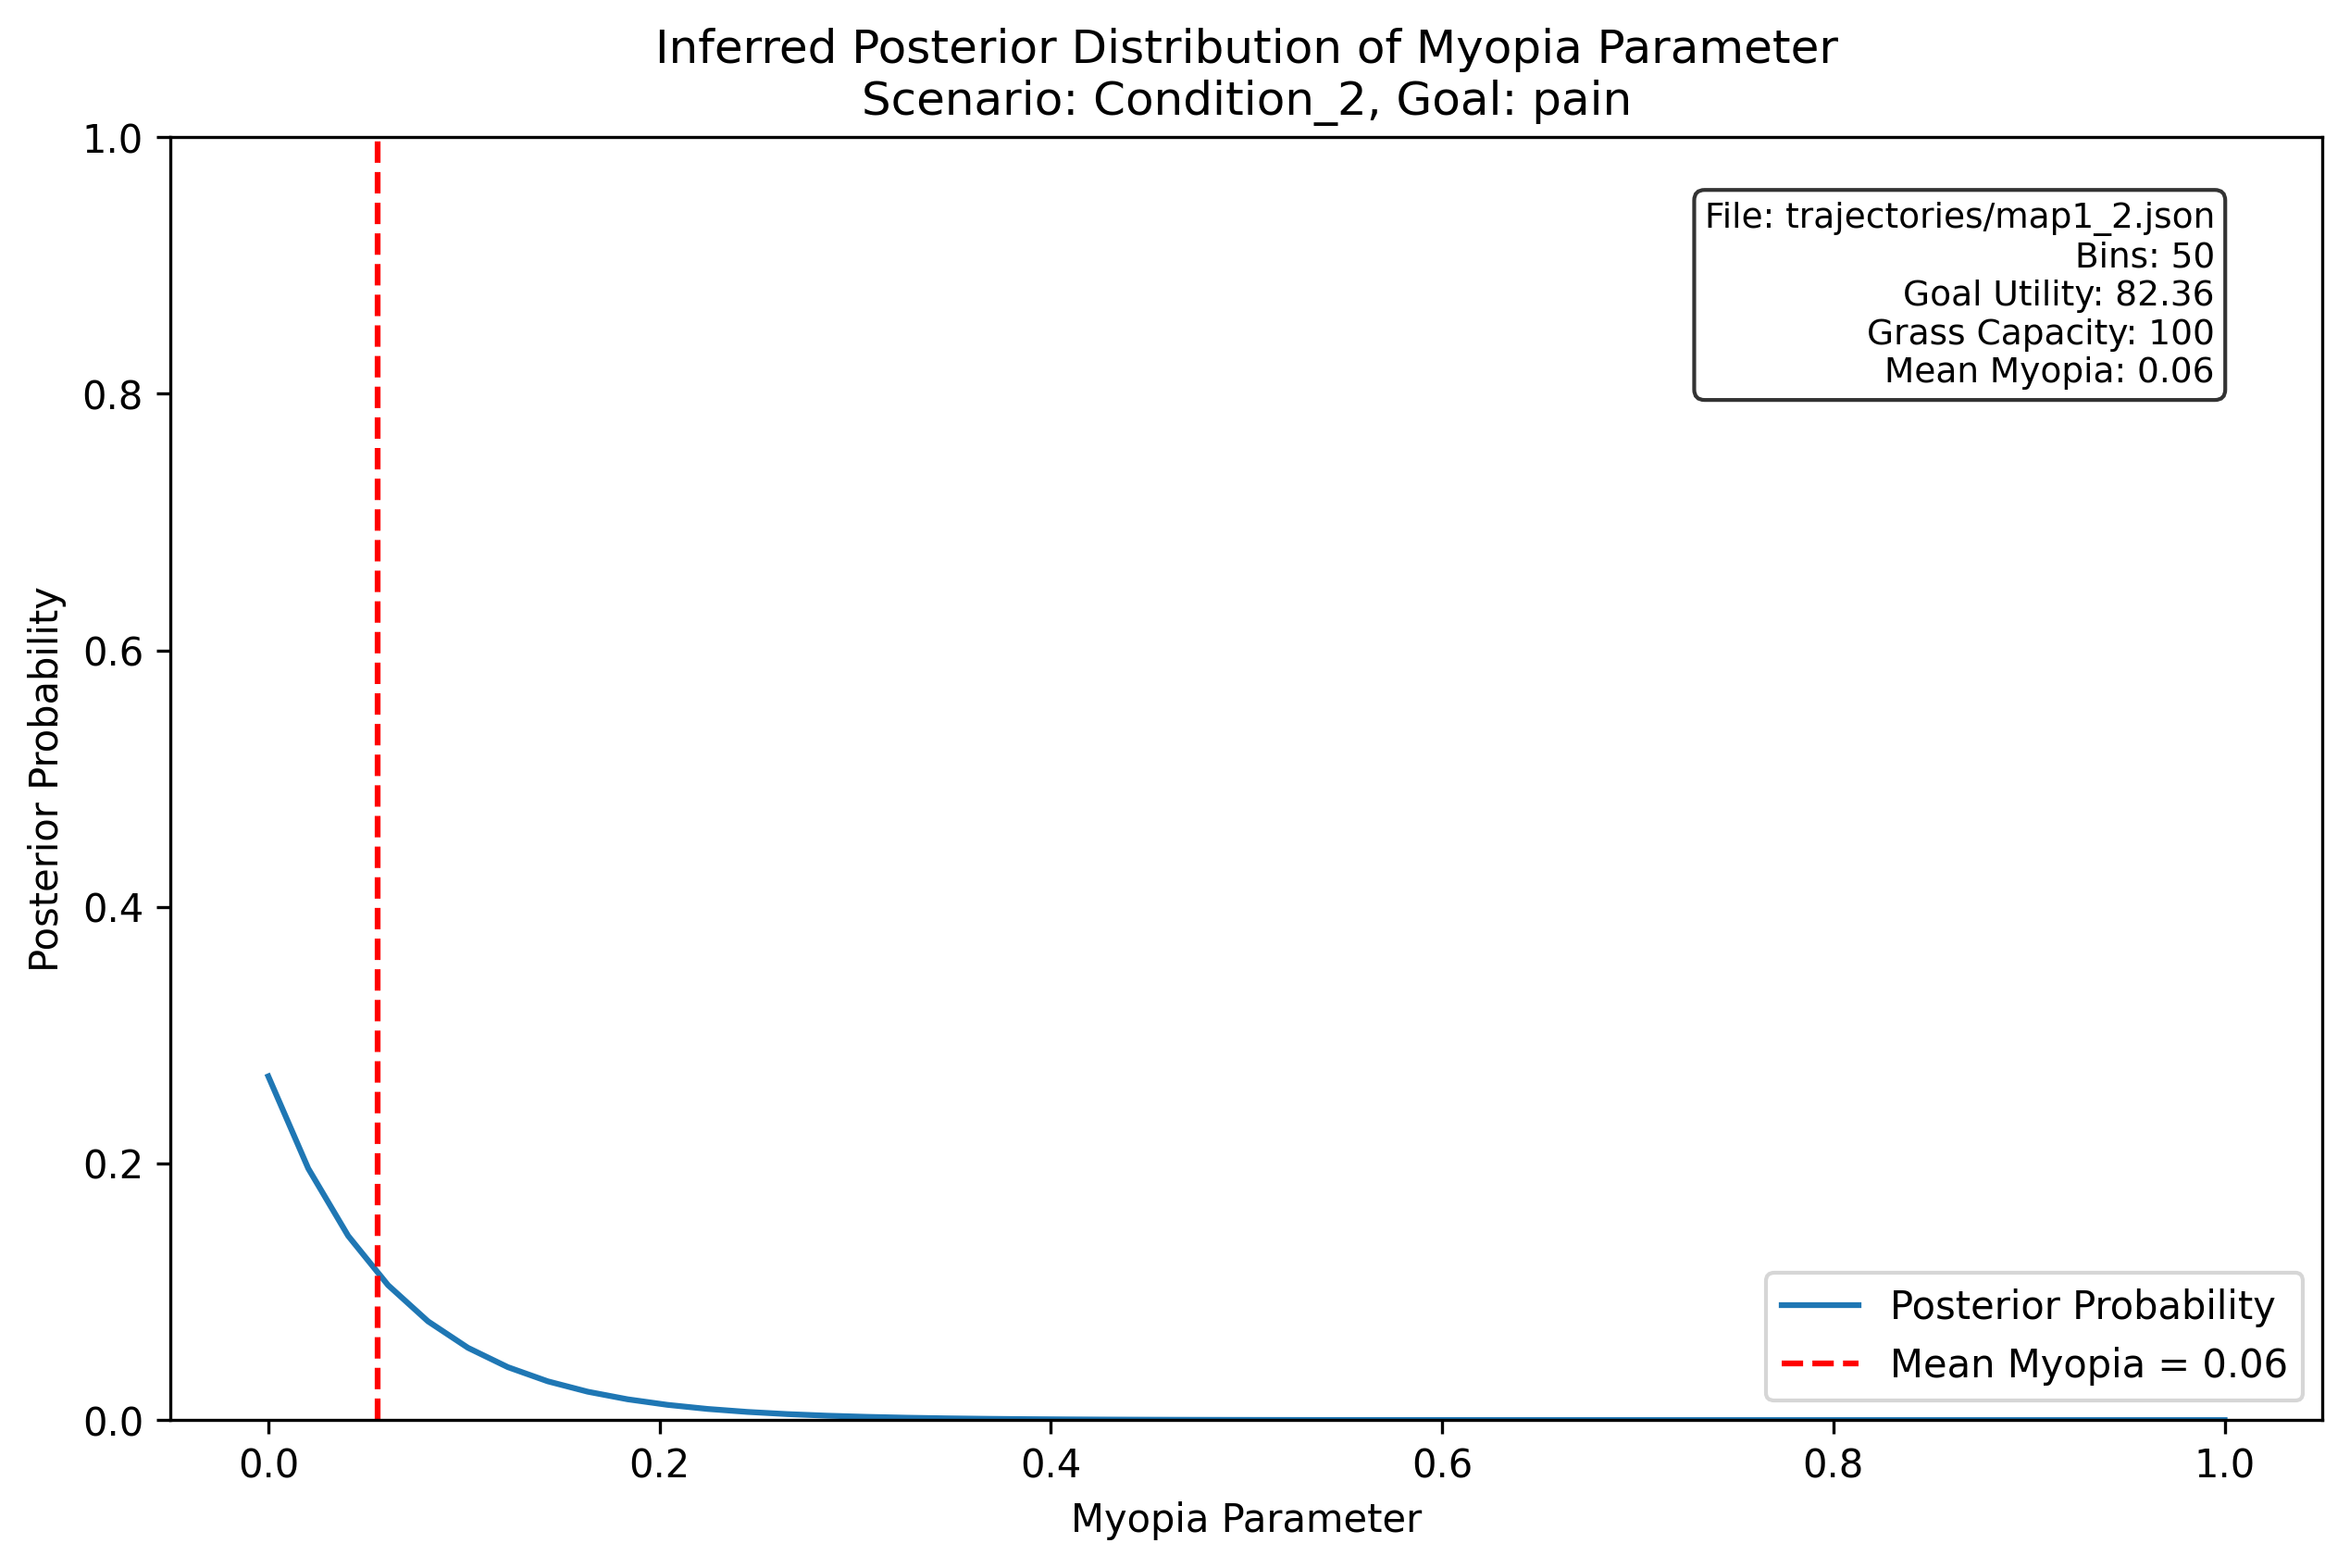 Inferred Posterior Distribution of Myopia Parameter
Scenario: Condition_2, Goal: pain
1.0
0.8
0.6
0.4
0.2
0.0
Posterior Probability
File: trajectories/map1_2.json
Bins: 50
Goal Utility: 82.36
Grass Capacity: 100
Mean Myopia: 0.06
Posterior Probability
Mean Myopia = 0.06
0.0
0.2
0.4
0.6
0.8
1.0
Myopia Parameter